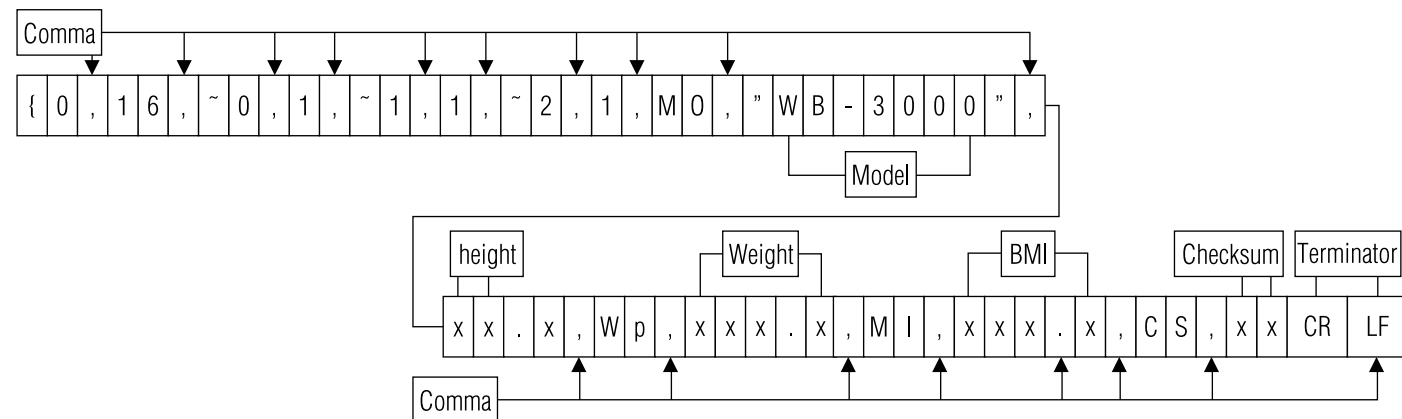 Comma
{ 0 , 1 6 , ~ 0 , 1 , ~ 1 , 1 , ~ 2 , 1 , M O , " W B - 3 0 0 0 " ,
Model
height Weight BMI Checksum Terminator
x x . x , W p , x x x . x , M I , x x x . x , C S , x x CR LF
Comma